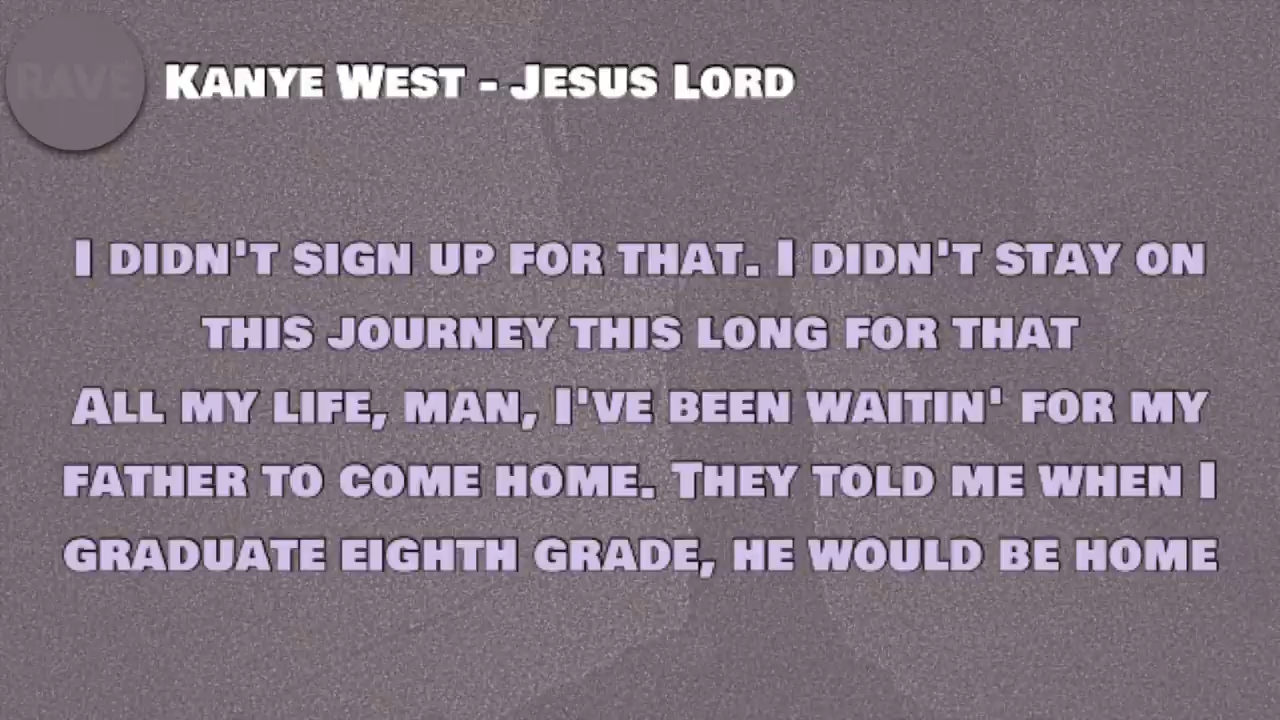 RAVE
Kanye West - Jesus Lord
I didn't sign up for that. I didn't stay on
this journey this long for that
All my life, man, I've been waitin' for my
father to come home. They told me when I
graduate eighth grade, he would be home